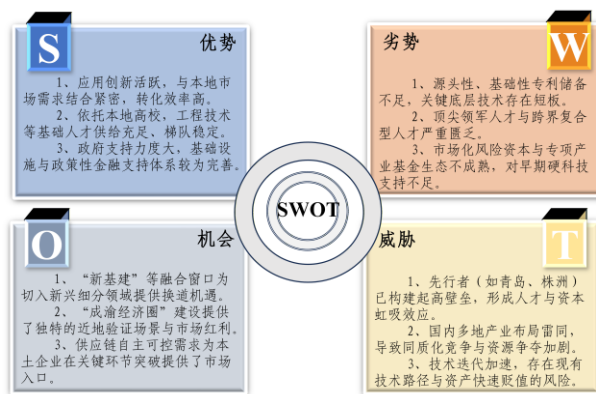 S
优势
1、应用创新活跃，与本地市
场需求结合紧密，转化效率高。
2、依托本地高校，工程技术
等基础人才供给充足、梯队稳定。
3、政府支持力度大，基础设
施与政策性金融支持体系较为完善。
劣势
W
1、源头性、基础性专利储备
不足，关键底层技术存在短板。
2、顶尖领军人才与跨界复合
型人才严重匮乏。
3、市场化风险资本与专项产
业基金生态不成熟，对早期硬科技
支持不足。
SWOT
O
机会
1、“新基建”等融合窗口为
切入新兴细分领域提供换道机遇。
2、“成渝经济圈”建设提供
了独特的近地验证场景与市场红利。
3、供应链自主可控需求为本
土企业在关键环节突破提供了市场
入口。
威胁
T
1、先行者（如青岛、株洲）
已构建起高壁垒，形成人才与资本
虹吸效应。
2、国内多地产业布局雷同，
导致同质化竞争与资源争夺加剧。
3、技术迭代加速，存在现有
技术路径与资产快速贬值的风险。